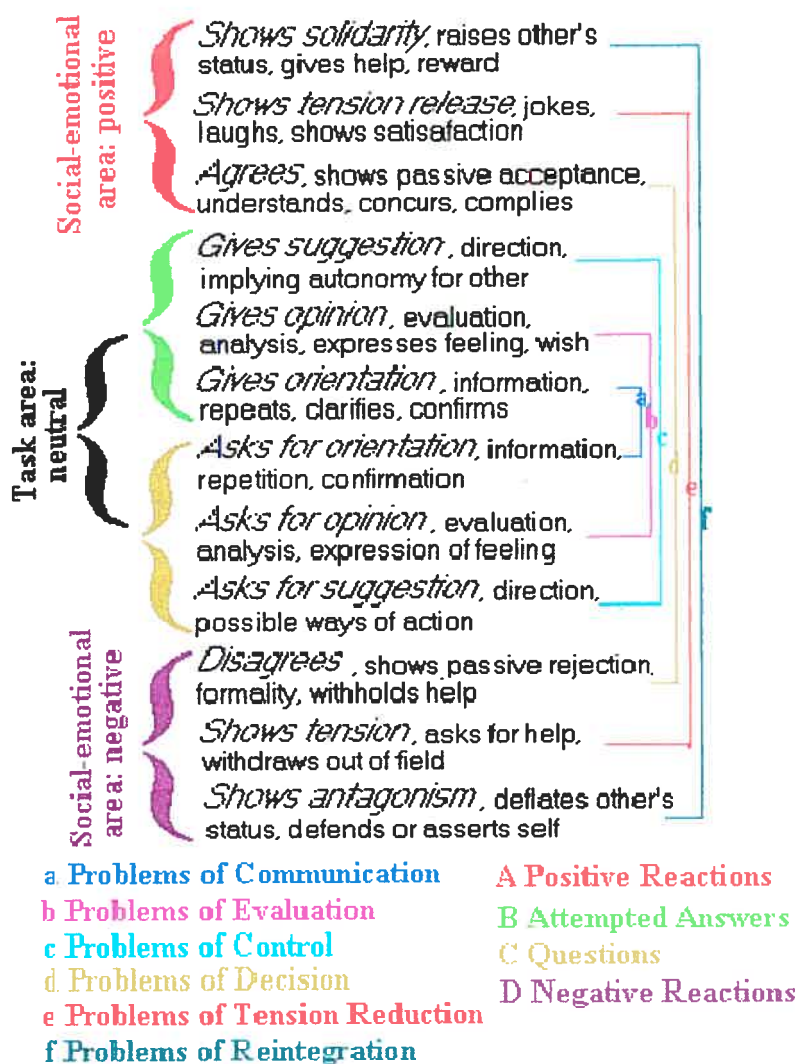 Social-emotional
area: positive
Shows solidarity, raises other's
status, gives help, reward
Shows tension release, jokes,
laughs, shows satisafaction
Agrees, shows passive acceptance,
understands, concurs, complies
Task area:
neutral
Gives suggestion, direction,
implying autonomy for other
Gives opinion, evaluation,
analysis, expresses feeling, wish
Gives orientation, information,
repeats, clarifies, confirms
Asks for orientation, information,
repetition, confirmation
Asks for opinion, evaluation,
analysis, expression of feeling
Asks for suggestion, direction,
possible ways of action
Social-emotional
area: negative
Disagrees, shows passive rejection,
formality, withholds help
Shows tension, asks for help,
withdraws out of field
Shows antagonism, deflates other's
status, defends or asserts self
a
b
c
d
e
f
a Problems of Communication
b Problems of Evaluation
c Problems of Control
d Problems of Decision
e Problems of Tension Reduction
f Problems of Reintegration
A Positive Reactions
B Attempted Answers
C Questions
D Negative Reactions